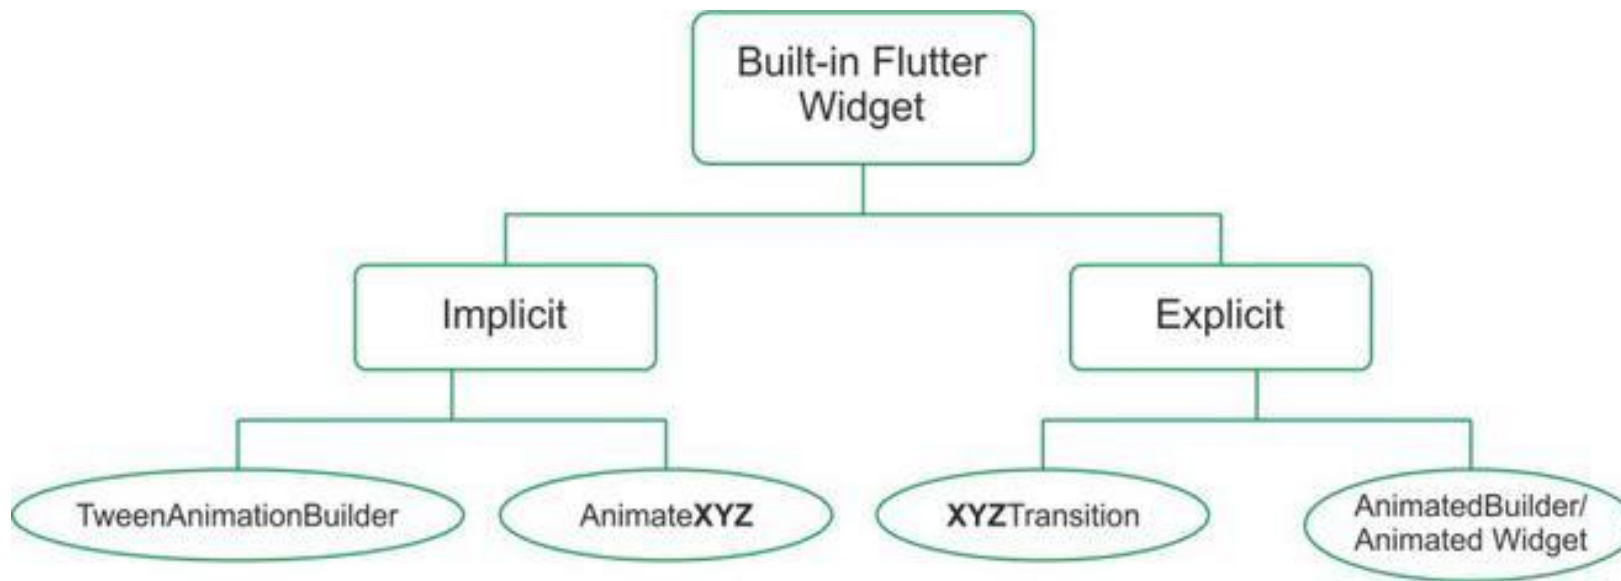 Built-in Flutter
Widget
Implicit
Explicit
TweenAnimationBuilder
AnimateXYZ
XYZTransition
AnimatedBuilder/
Animated Widget